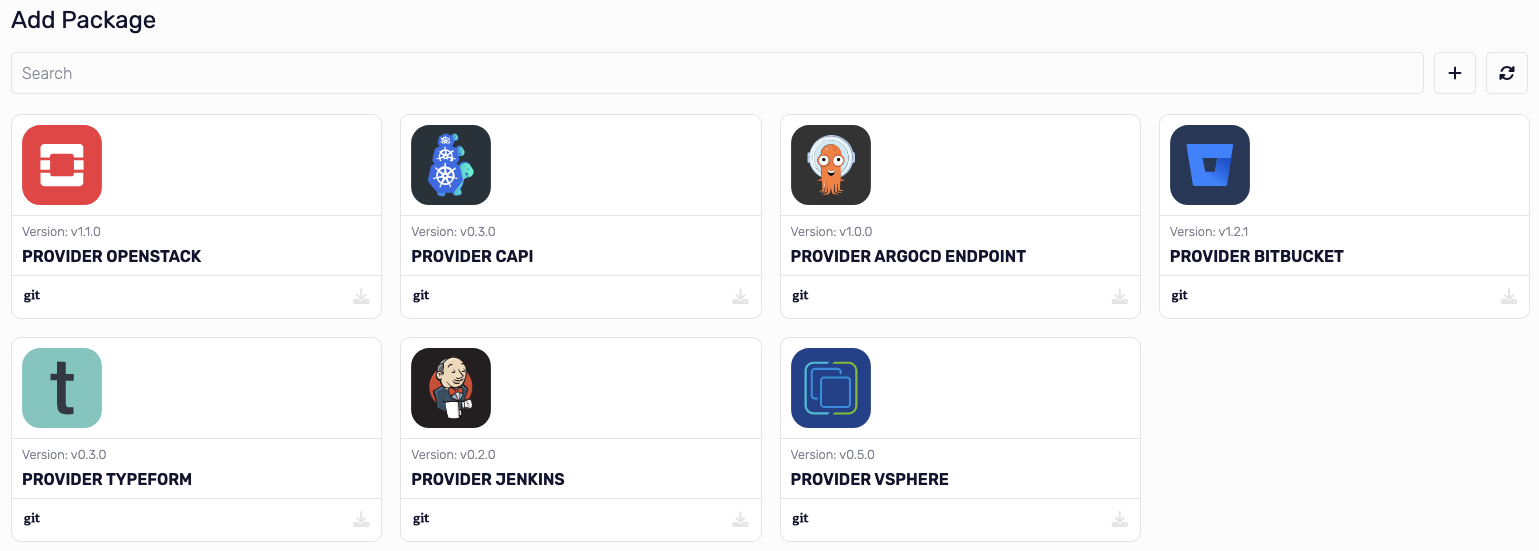 Add Package
Search
Version: v1.1.0
PROVIDER OPENSTACK
git
Version: v0.3.0
PROVIDER CAPI
git
Version: v1.0.0
PROVIDER ARGOCD ENDPOINT
git
Version: v1.2.1
PROVIDER BITBUCKET
git
t
Version: v0.3.0
PROVIDER TYPEFORM
git
Version: v0.2.0
PROVIDER JENKINS
git
Version: v0.5.0
PROVIDER VSPHERE
git